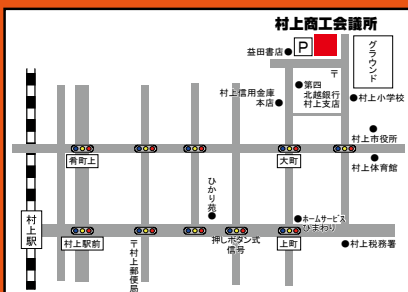 村上商工会議所
益田書店
P
グラウンド
〒
第四
北越銀行
村上支店
村上信用金庫
本店
村上小学校
村上市役所
村上体育館
肴町上
大町
ひかり苑
ホームサービス
ひまわり
村上駅
村上駅前
〒村上郵便局
押しボタン式
信号
上町
村上税務署